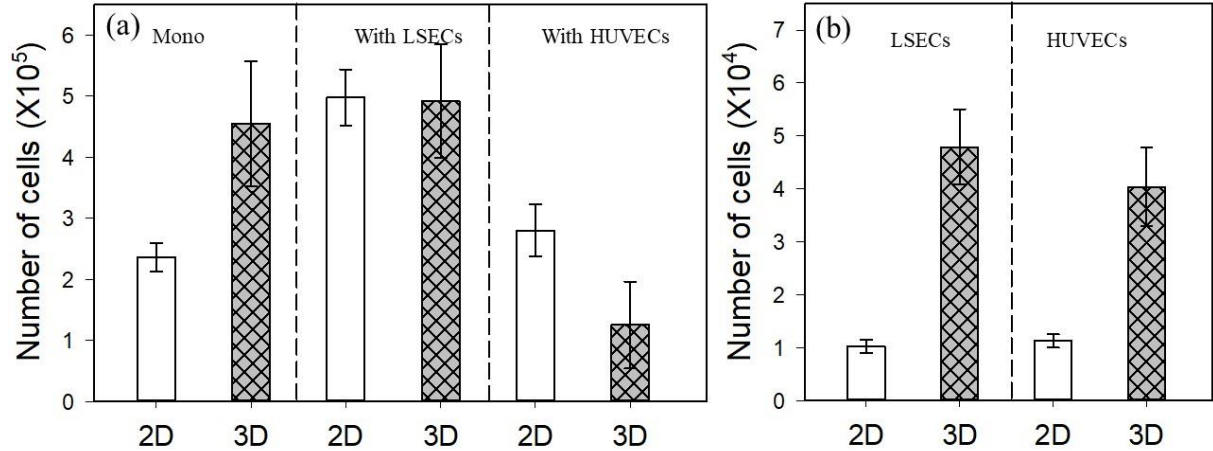 (a)
Mono
With LSECs
With HUVECs
Number of cells (X10⁵)
6
5
4
3
2
1
0
2D 3D 2D 3D 2D 3D
(b)
LSECs
HUVECs
Number of cells (X10⁴)
7
6
5
4
3
2
1
0
2D 3D 2D 3D